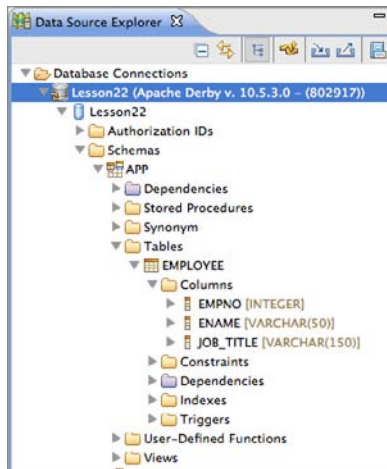 Data Source Explorer
Database Connections
Lesson22 (Apache Derby v. 10.5.3.0 - (802917))
Lesson22
Authorization IDs
Schemas
APP
Dependencies
Stored Procedures
Synonym
Tables
EMPLOYEE
Columns
EMPNO [INTEGER]
ENAME [VARCHAR(50)]
JOB_TITLE [VARCHAR(150)]
Constraints
Dependencies
Indexes
Triggers
User-Defined Functions
Views